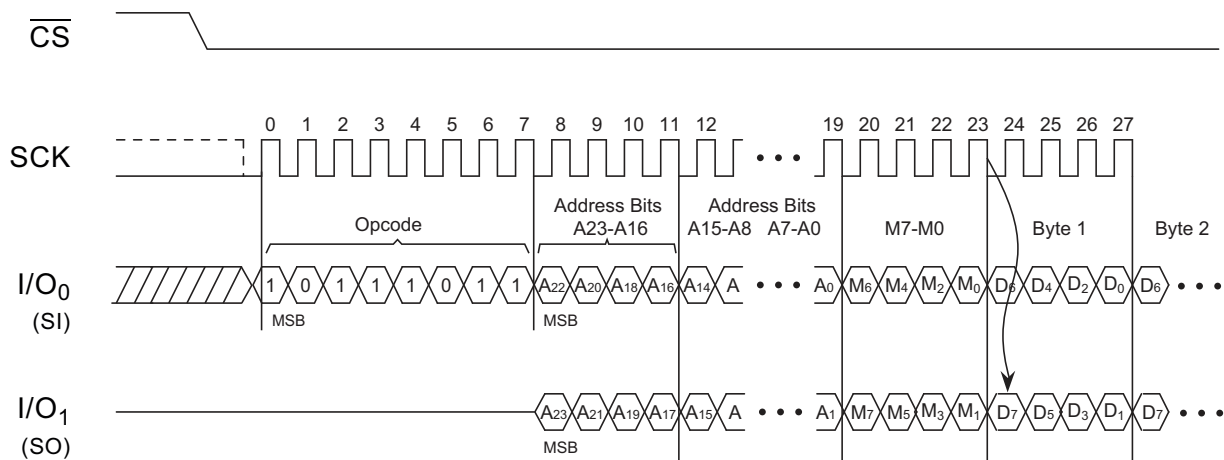 CS
0 1 2 3 4 5 6 7 8 9 10 11 12 19 20 21 22 23 24 25 26 27
SCK
Opcode
Address Bits
A23-A16
Address Bits
A15-A8 A7-A0
M7-M0
Byte 1
Byte 2
I/O0
(SI)
1 0 1 1 1 0 1 1 A22 A20 A18 A16 A14 A A0 M6 M4 M2 M0 D6 D4 D2 D0 D6
MSB
MSB
I/O1
(SO)
A23 A21 A19 A17 A15 A A1 M7 M5 M3 M1 D7 D5 D3 D1 D7
MSB